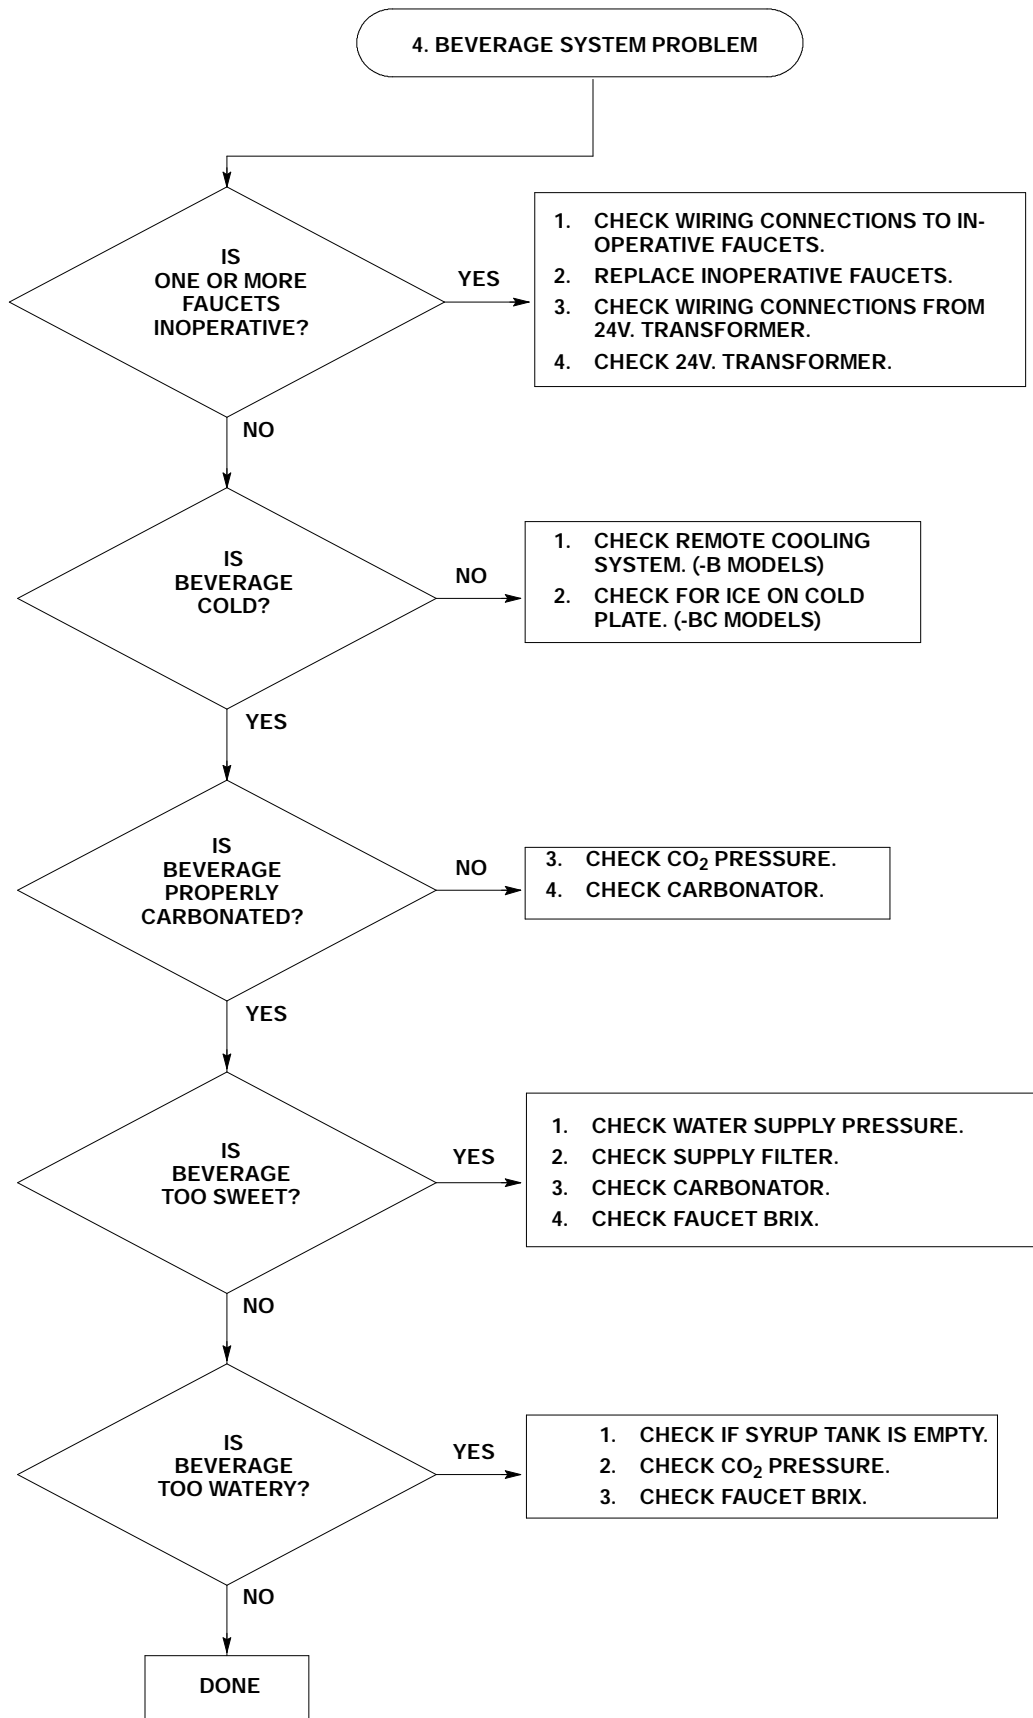 4. BEVERAGE SYSTEM PROBLEM
IS
ONE OR MORE
FAUCETS
INOPERATIVE?
YES
1. CHECK WIRING CONNECTIONS TO IN-
OPERATIVE FAUCETS.
2. REPLACE INOPERATIVE FAUCETS.
3. CHECK WIRING CONNECTIONS FROM
24V. TRANSFORMER.
4. CHECK 24V. TRANSFORMER.
NO
IS
BEVERAGE
COLD?
NO
1. CHECK REMOTE COOLING
SYSTEM. (-B MODELS)
2. CHECK FOR ICE ON COLD
PLATE. (-BC MODELS)
YES
IS
BEVERAGE
PROPERLY
CARBONATED?
NO
3. CHECK CO₂ PRESSURE.
4. CHECK CARBONATOR.
YES
IS
BEVERAGE
TOO SWEET?
YES
1. CHECK WATER SUPPLY PRESSURE.
2. CHECK SUPPLY FILTER.
3. CHECK CARBONATOR.
4. CHECK FAUCET BRIX.
NO
IS
BEVERAGE
TOO WATERY?
YES
1. CHECK IF SYRUP TANK IS EMPTY.
2. CHECK CO₂ PRESSURE.
3. CHECK FAUCET BRIX.
NO
DONE